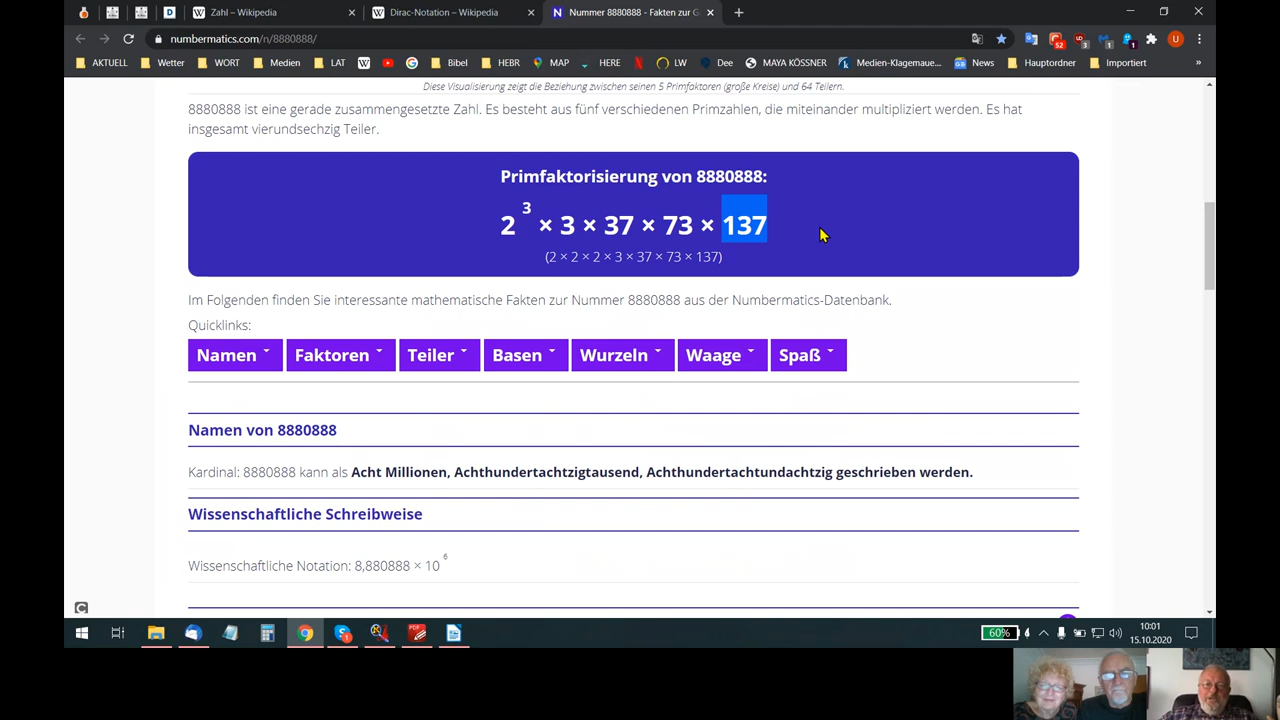 Zahl – Wikipedia
Dirac-Notation – Wikipedia
Nummer 8880888 - Fakten zur G
numbermatics.com/n/8880888/
52
3
1
1
U
AKTUELL
Wetter
WORT
Medien
LAT
Bibel
HEBR
MAP
HERE
LW
Dee
MAYA KÖSSNER
Medien-Klagemaue...
News
Hauptordner
Importiert
»
Diese Visualisierung zeigt die Beziehung zwischen seinen 5 Primfaktoren (große Kreise) und 64 Teilern.
8880888 ist eine gerade zusammengesetzte Zahl. Es besteht aus fünf verschiedenen Primzahlen, die miteinander multipliziert werden. Es hat
insgesamt vierundsechzig Teiler.
Primfaktorisierung von 8880888:
2 3 × 3 × 37 × 73 × 137
(2 × 2 × 2 × 3 × 37 × 73 × 137)
Im Folgenden finden Sie interessante mathematische Fakten zur Nummer 8880888 aus der Numbermatics-Datenbank.
Quicklinks:
Namen
Faktoren
Teiler
Basen
Wurzeln
Waage
Spaß
Namen von 8880888
Kardinal: 8880888 kann als Acht Millionen, Achthundertachtzigtausend, Achthundertachtundachtzig geschrieben werden.
Wissenschaftliche Schreibweise
Wissenschaftliche Notation: 8,880888 × 10 6
60%
10:01
15.10.2020